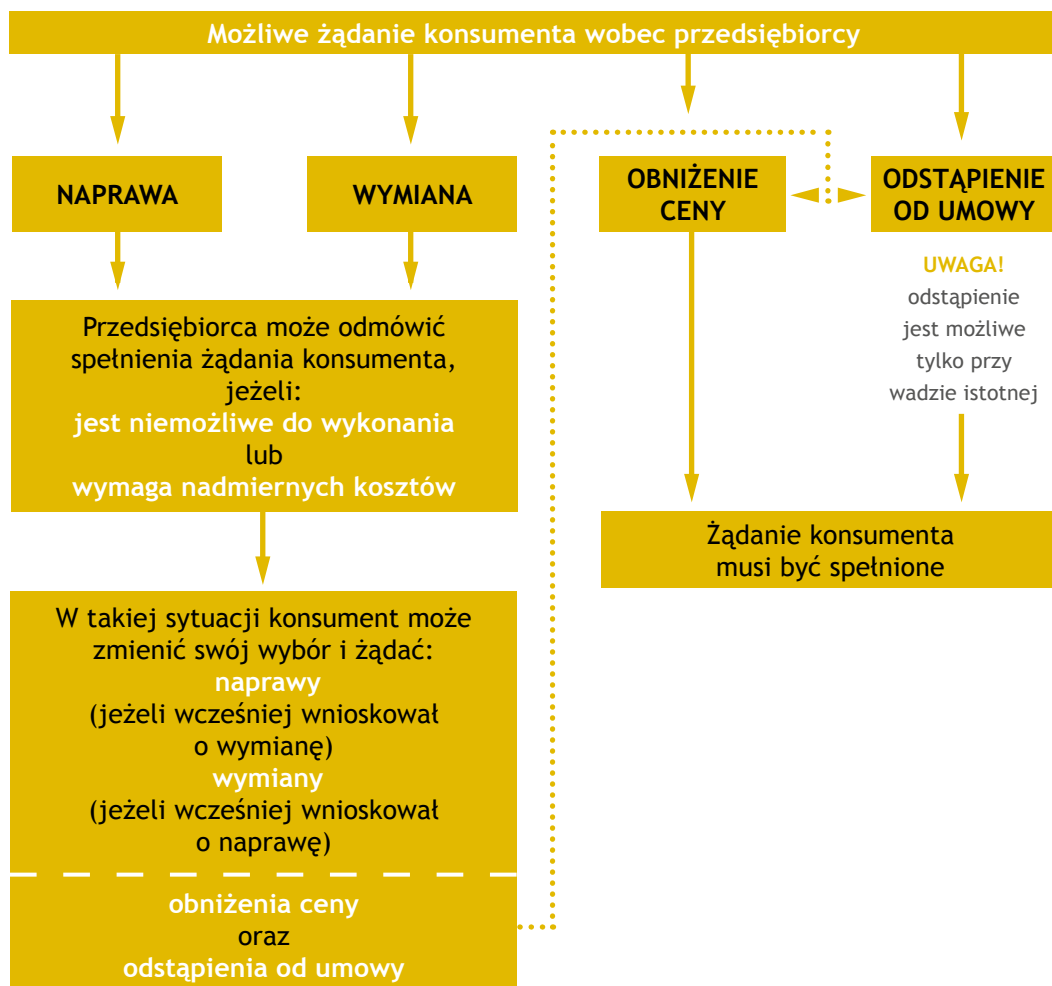 Możliwe żądanie konsumenta wobec przedsiębiorcy
NAPRAWA
WYMIANA
OBNIŻENIE
CENY
ODSTĄPIENIE
OD UMOWY
UWAGA!
odstąpienie
jest możliwe
tylko przy
wadzie istotnej
Przedsiębiorca może odmówić
spełnienia żądania konsumenta,
jeżeli:
jest niemożliwe do wykonania
lub
wymaga nadmiernych kosztów
Żądanie konsumenta
musi być spełnione
W takiej sytuacji konsument może
zmienić swój wybór i żądać:
naprawy
(jeżeli wcześniej wnioskował
o wymianę)
wymiany
(jeżeli wcześniej wnioskował
o naprawę)
obniżenia ceny
oraz
odstąpienia od umowy